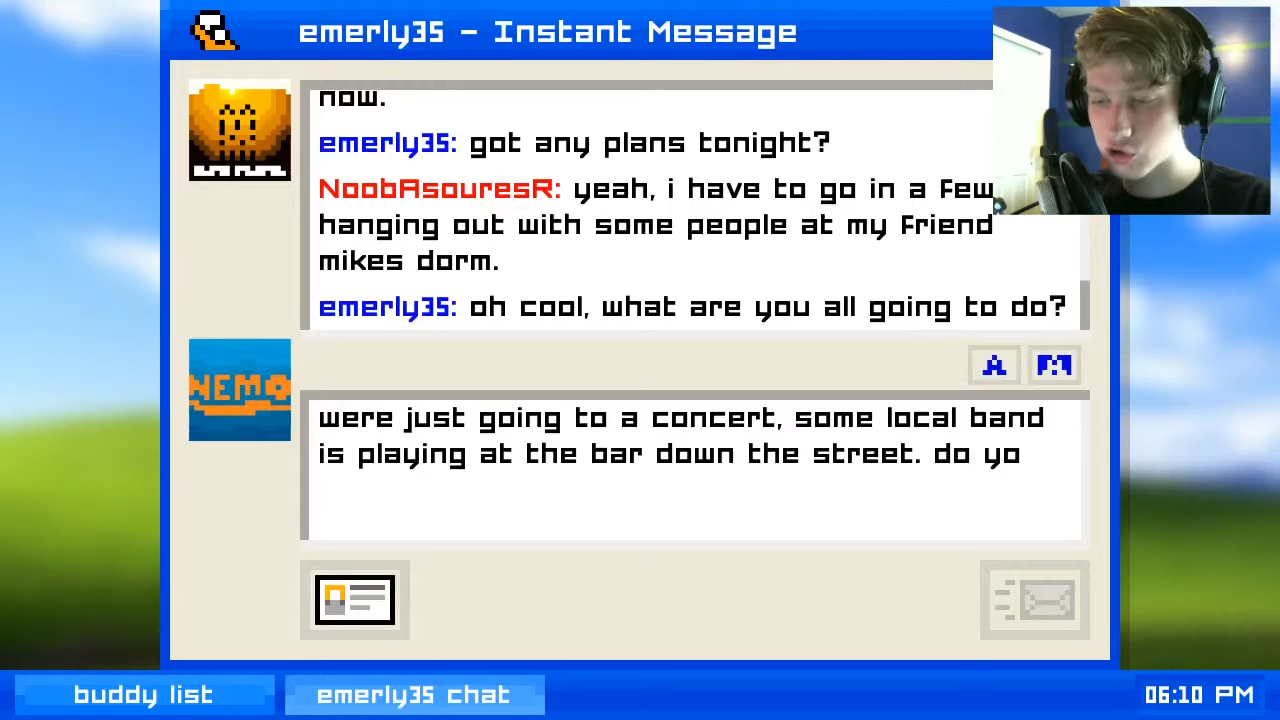 emerly35 - Instant Message
now.
emerly35: got any plans tonight?
NoobAsouresR: yeah, i have to go in a few
hanging out with some people at my friend
mikes dorm.
emerly35: oh cool, what are you all going to do?
NEMO
A
were just going to a concert, some local band
is playing at the bar down the street. do yo
buddy list
emerly35 chat
06:10 PM